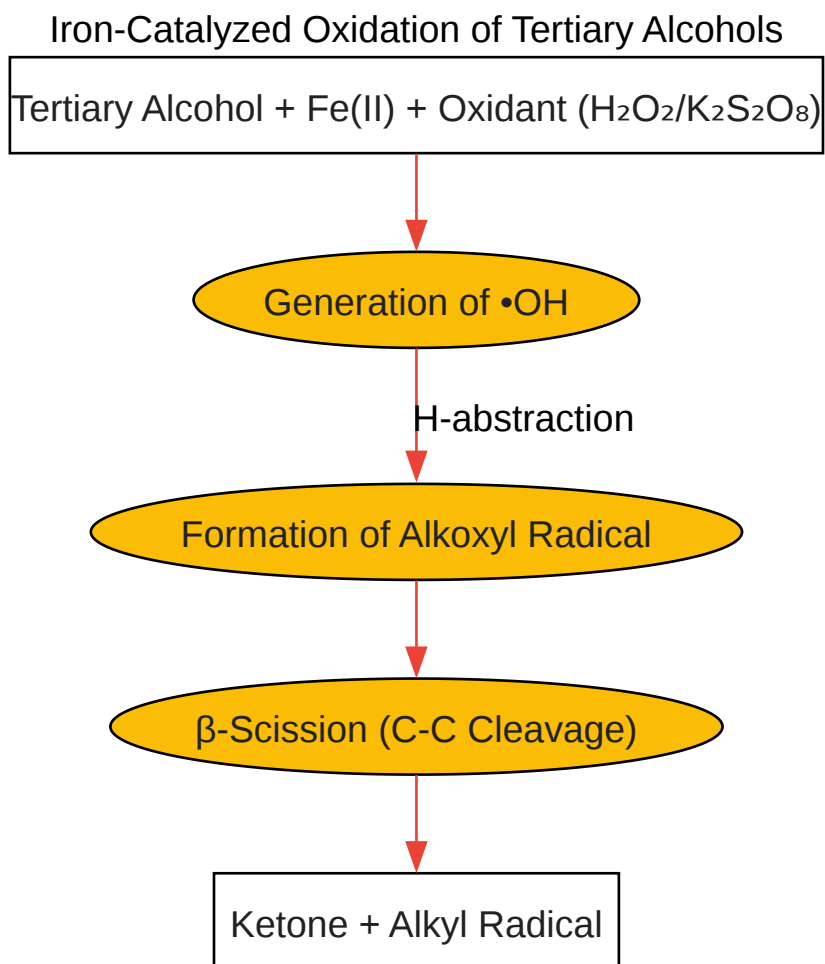 Iron-Catalyzed Oxidation of Tertiary Alcohols
Tertiary Alcohol + Fe(II) + Oxidant (H₂O₂/K₂S₂O₈)
Generation of •OH
H-abstraction
Formation of Alkoxyl Radical
β-Scission (C-C Cleavage)
Ketone + Alkyl Radical